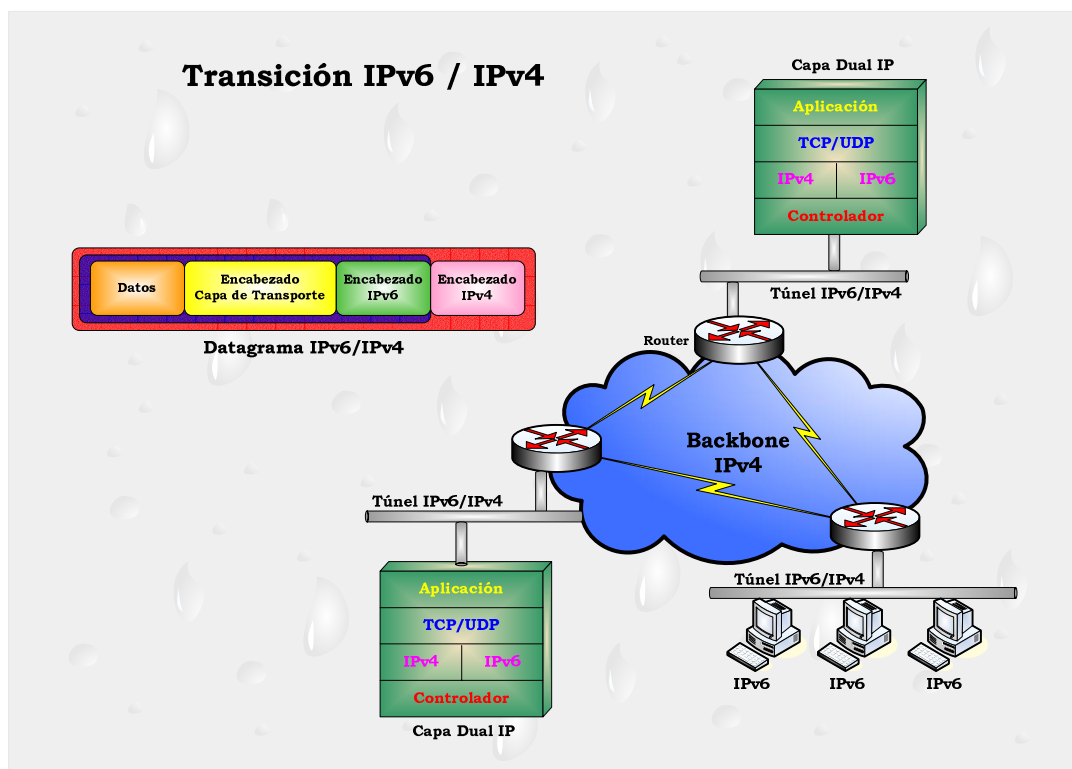 Transición IPv6 / IPv4
Capa Dual IP
Aplicación
TCP/UDP
IPv4 IPv6
Controlador
Túnel IPv6/IPv4
Datos
Encabezado
Capa de Transporte
Encabezado
IPv6
Encabezado
IPv4
Datagrama IPv6/IPv4
Router
Backbone
IPv4
Túnel IPv6/IPv4
Aplicación
TCP/UDP
IPv4 IPv6
Controlador
Capa Dual IP
Túnel IPv6/IPv4
IPv6 IPv6 IPv6